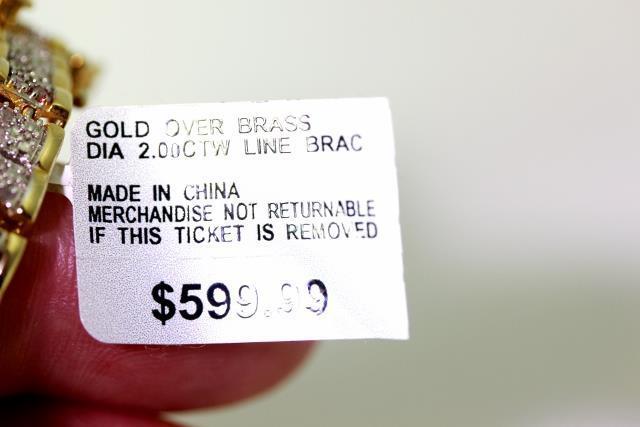 GOLD OVER BRASS
DIA 2.00CTW LINE BRAC
MADE IN CHINA
MERCHANDISE NOT RETURNABLE
IF THIS TICKET IS REMOVED
$599.99